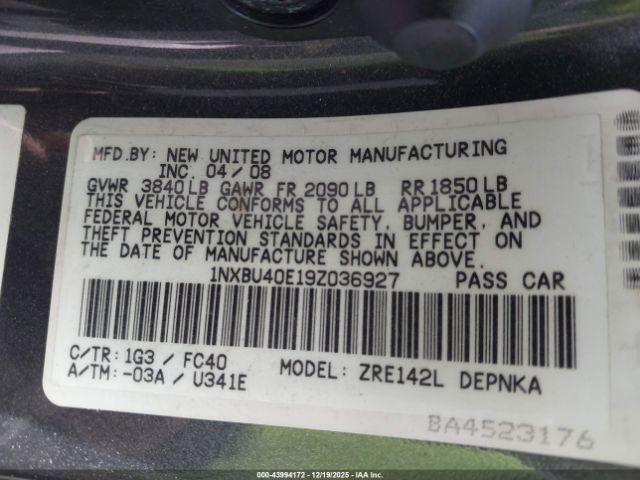 MFD.BY: NEW UNITED MOTOR MANUFACTURING
INC. 04/08
GVWR 3840LB GAWR FR 2090LB RR 1850LB
THIS VEHICLE CONFORMS TO ALL APPLICABLE
FEDERAL MOTOR VEHICLE SAFETY, BUMPER, AND
THEFT PREVENTION STANDARDS IN EFFECT ON
THE DATE OF MANUFACTURE SHOWN ABOVE.
1NXBU40E19Z036927 PASS CAR
C/TR: 1G3 / FC40 MODEL: ZRE142L DEPNKA
A/TM: -03A / U341E
BA4523176
00-43994172 - 12/19/2025 - IAA Inc.